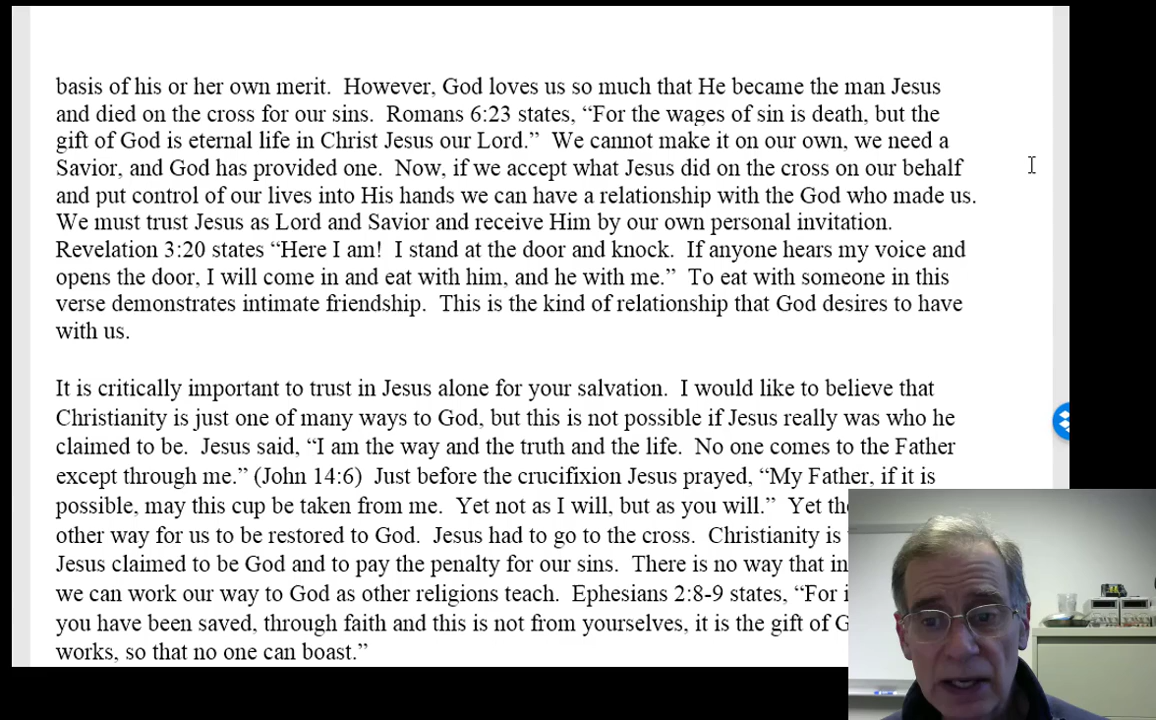 basis of his or her own merit.  However, God loves us so much that He became the man Jesus
and died on the cross for our sins.  Romans 6:23 states, “For the wages of sin is death, but the
gift of God is eternal life in Christ Jesus our Lord.”  We cannot make it on our own, we need a
Savior, and God has provided one.  Now, if we accept what Jesus did on the cross on our behalf
and put control of our lives into His hands we can have a relationship with the God who made us.
We must trust Jesus as Lord and Savior and receive Him by our own personal invitation.
Revelation 3:20 states “Here I am!  I stand at the door and knock.  If anyone hears my voice and
opens the door, I will come in and eat with him, and he with me.”  To eat with someone in this
verse demonstrates intimate friendship.  This is the kind of relationship that God desires to have
with us.
It is critically important to trust in Jesus alone for your salvation.  I would like to believe that
Christianity is just one of many ways to God, but this is not possible if Jesus really was who he
claimed to be.  Jesus said, “I am the way and the truth and the life.  No one comes to the Father
except through me.” (John 14:6)  Just before the crucifixion Jesus prayed, “My Father, if it is
possible, may this cup be taken from me.  Yet not as I will, but as you will.”  Yet
other way for us to be restored to God.  Jesus had to go to the cross.  Christianity is
Jesus claimed to be God and to pay the penalty for our sins.  There is no way that in
we can work our way to God as other religions teach.  Ephesians 2:8-9 states, “For
you have been saved, through faith and this is not from yourselves, it is the gift of
works, so that no one can boast.”